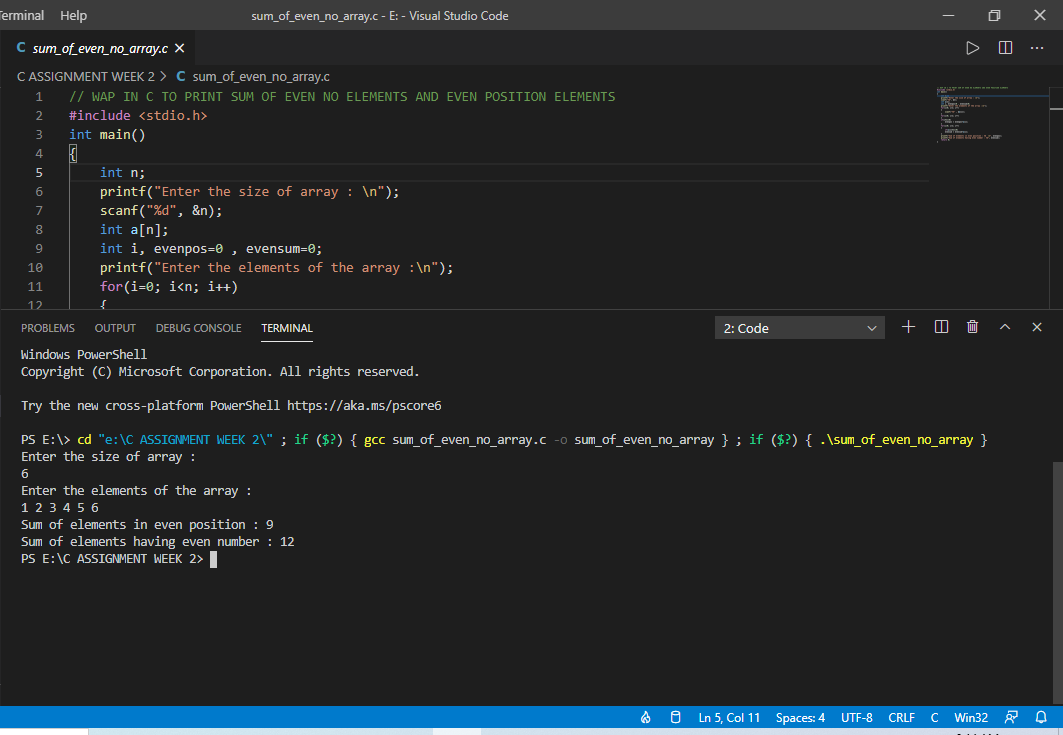 Terminal Help sum_of_even_no_array.c - E: - Visual Studio Code
C sum_of_even_no_array.c
C ASSIGNMENT WEEK 2 > C sum_of_even_no_array.c
1 // WAP IN C TO PRINT SUM OF EVEN NO ELEMENTS AND EVEN POSITION ELEMENTS
2 #include <stdio.h>
3 int main()
4 {
5 int n;
6 printf("Enter the size of array : \n");
7 scanf("%d", &n);
8 int a[n];
9 int i, evenpos=0 , evensum=0;
10 printf("Enter the elements of the array :\n");
11 for(i=0; i<n; i++)
12 {
PROBLEMS OUTPUT DEBUG CONSOLE TERMINAL 2: Code
Windows PowerShell
Copyright (C) Microsoft Corporation. All rights reserved.
Try the new cross-platform PowerShell https://aka.ms/pscore6
PS E:\> cd "e:\C ASSIGNMENT WEEK 2\" ; if ($?) { gcc sum_of_even_no_array.c -o sum_of_even_no_array } ; if ($?) { .\sum_of_even_no_array }
Enter the size of array :
6
Enter the elements of the array :
1 2 3 4 5 6
Sum of elements in even position : 9
Sum of elements having even number : 12
PS E:\C ASSIGNMENT WEEK 2>
Ln 5, Col 11 Spaces: 4 UTF-8 CRLF C Win32